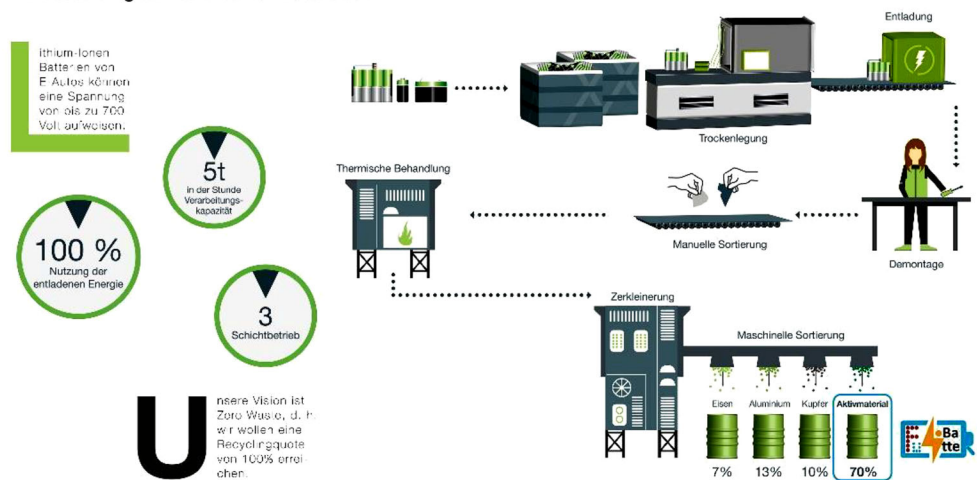 Lithium-Ionen
Batterien von
E Autos können
eine Spannung
von bis zu 700
Volt aufweisen.
5t
in der Stunde
Verarbeitungs-
kapazität
100 %
Nutzung der
entladenen Energie
3
Schichtbetrieb
Unsere Vision ist
Zero Waste, d. h.
wir wollen eine
Recyclingquote
von 100% errei-
chen.
Entladung
Trockenlegung
Thermische Behandlung
Manuelle Sortierung
Demontage
Zerkleinerung
Maschinelle Sortierung
Eisen
Aluminium
Kupfer
Aktivmaterial
7%
13%
10%
70%
Ba
tte